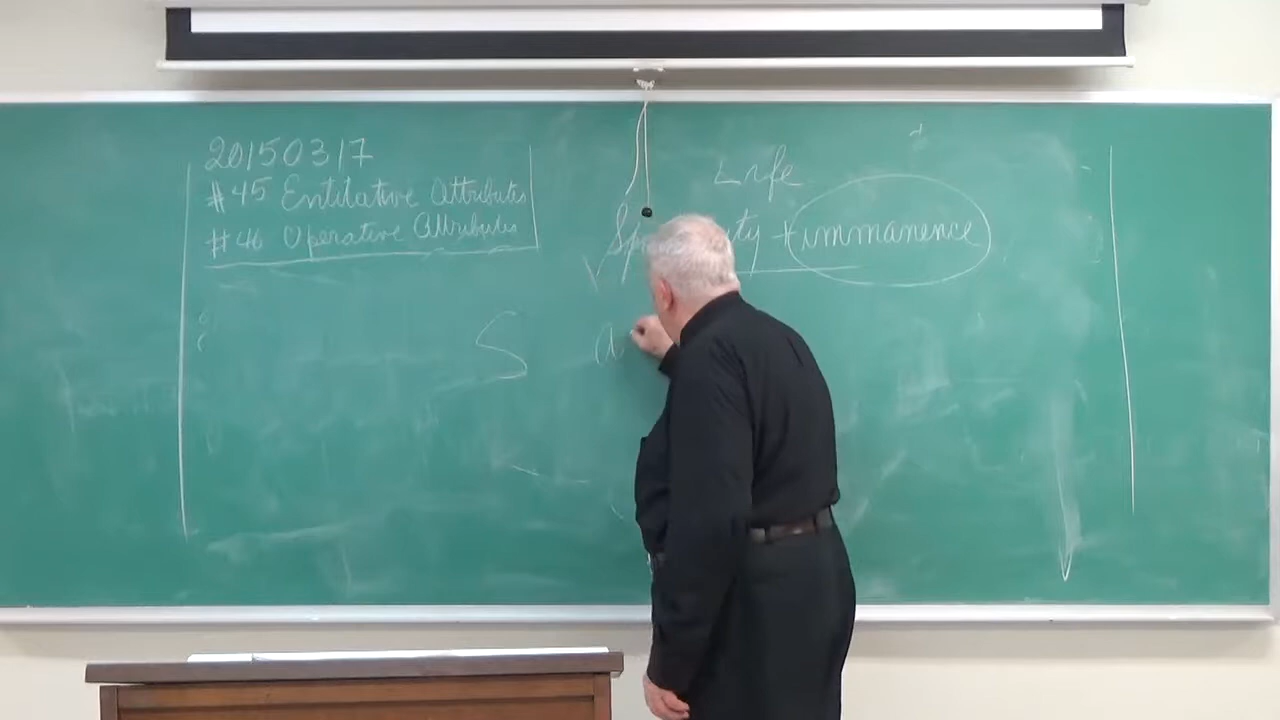 20150317
#45 Entitative Attributes
#46 Operative Attributes
Life
+ immanence
S a